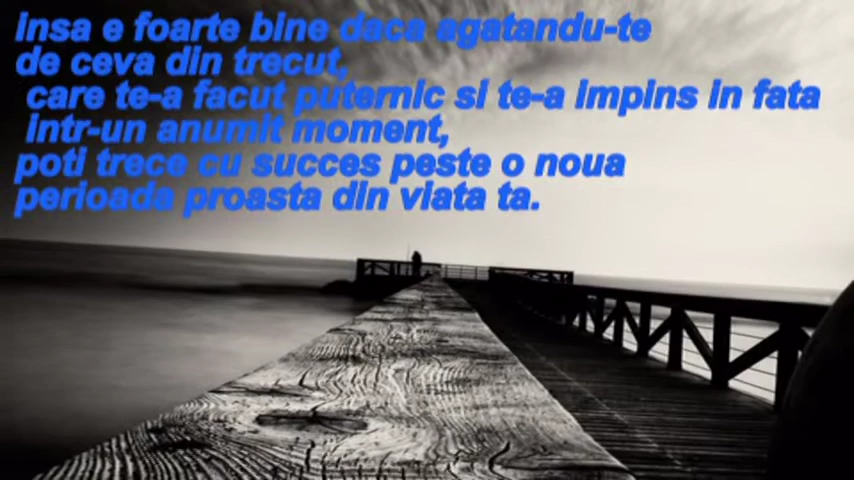 insa e foarte bine daca agatandu-te
de ceva din trecut,
care te-a facut puternic si te-a impins in fata
intr-un anumit moment,
poti trece cu succes peste o noua
perioada proasta din viata ta.